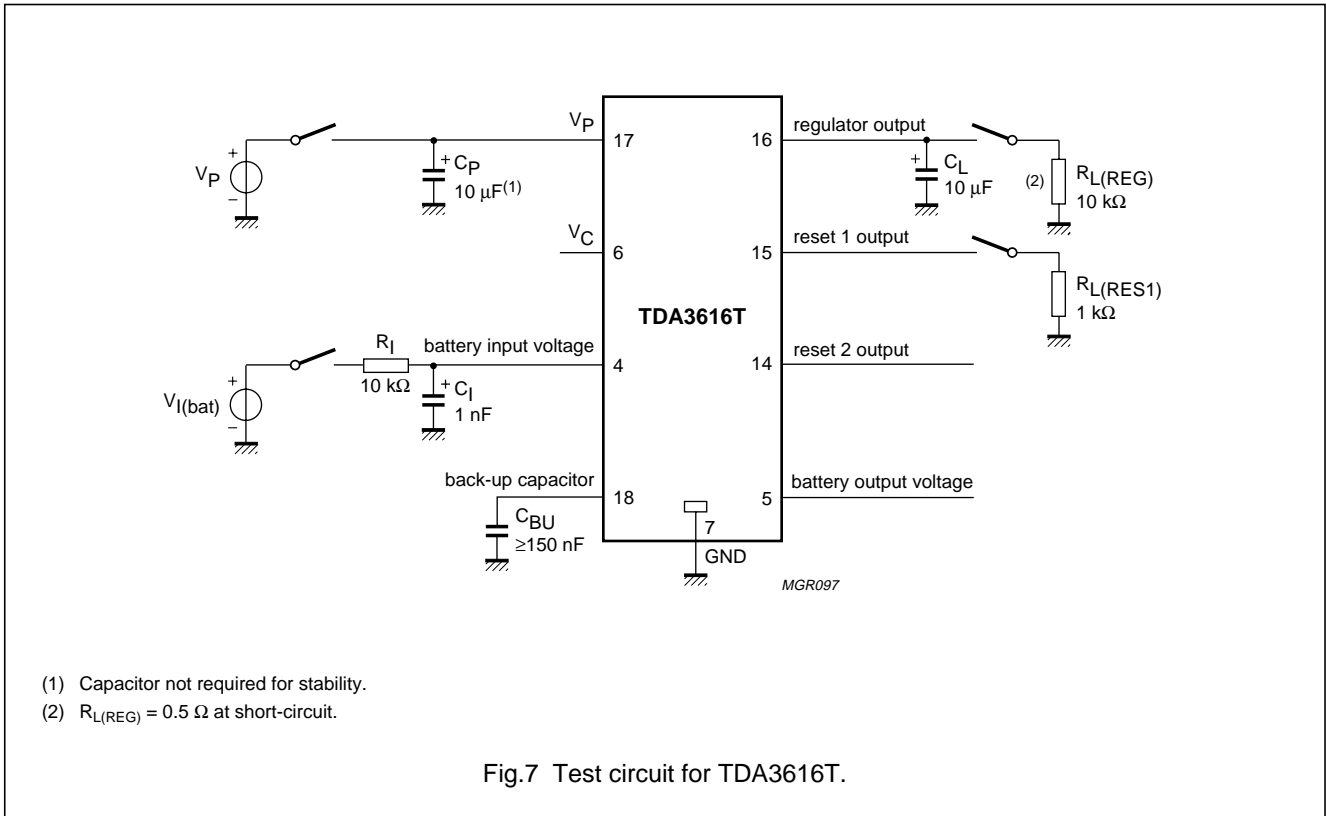 V_P
17
16
regulator output
+
V_P
−
+ C_P
10 µF(1)
+
C_L
10 µF
(2)
R_L(REG)
10 kΩ
V_C
6
15
reset 1 output
R_L(RES1)
1 kΩ
TDA3616T
R_I
10 kΩ
battery input voltage
4
14
reset 2 output
+
V_I(bat)
−
+ C_I
1 nF
back-up capacitor
18
5
battery output voltage
C_BU
≥150 nF
7
GND
MGR097
(1) Capacitor not required for stability.
(2) R_L(REG) = 0.5 Ω at short-circuit.
Fig.7 Test circuit for TDA3616T.